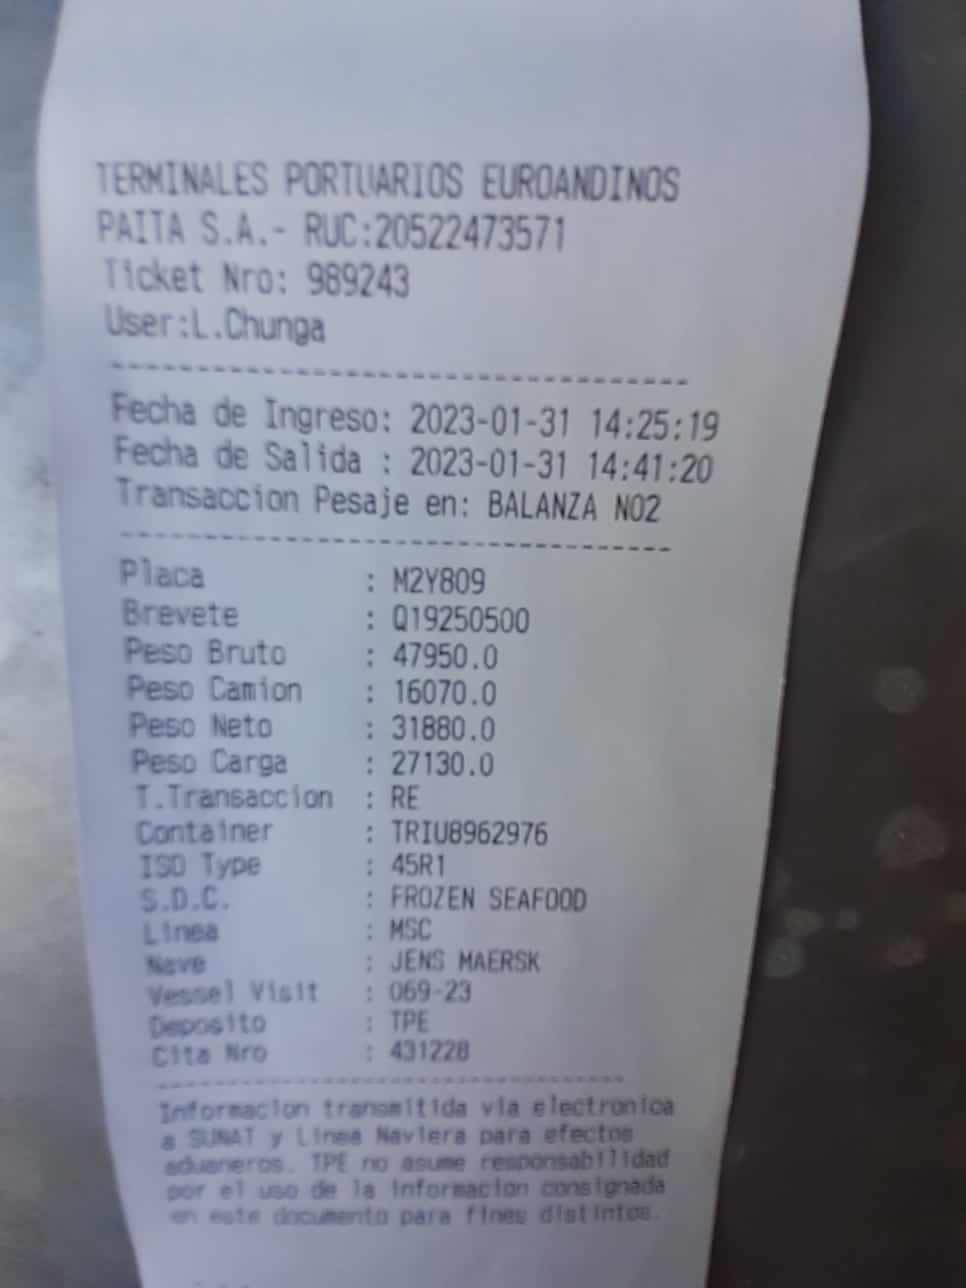 TERMINALES PORTUARIOS EUROANDINOS
PAITA S.A.- RUC:20522473571
Ticket Nro: 989243
User:L.Chunga
---------------------------------
Fecha de Ingreso: 2023-01-31 14:25:19
Fecha de Salida : 2023-01-31 14:41:20
Transaccion Pesaje en: BALANZA N02
---------------------------------
Placa : M2Y809
Brevete : Q19250500
Peso Bruto : 47950.0
Peso Camion : 16070.0
Peso Neto : 31880.0
Peso Carga : 27130.0
T.Transaccion : RE
Container : TRIU8962976
ISO Type : 45R1
S.D.C. : FROZEN SEAFOOD
Linea : MSC
Nave : JENS MAERSK
Vessel Visit : 069-23
Deposito : TPE
Cita Nro : 431228
---------------------------------
Informacion transmitida via electronica
a SUNAT y Linea Naviera para efectos
aduaneros. TPE no asume responsabilidad
por el uso de la informacion consignada
en este documento para fines distintos.